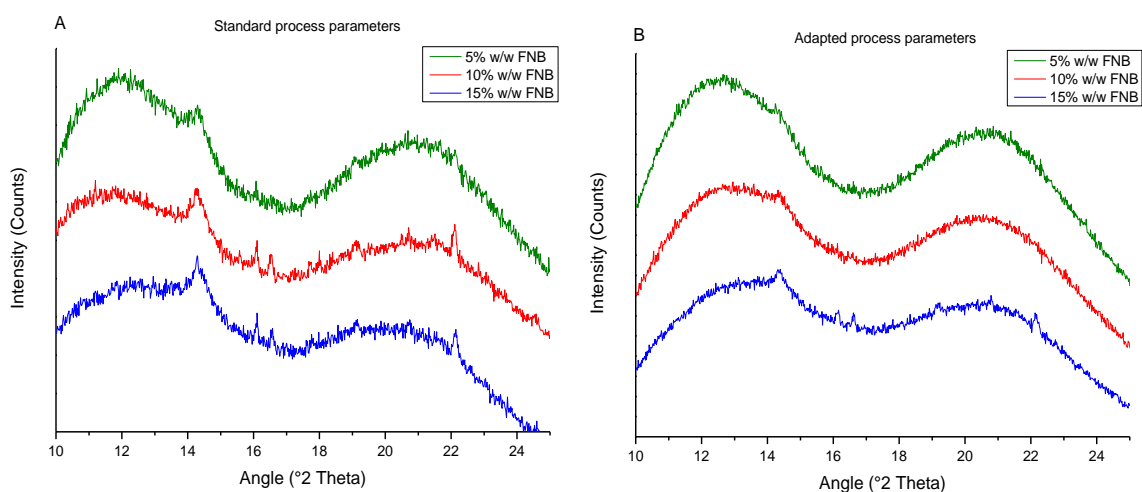 A
Standard process parameters
5% w/w FNB
10% w/w FNB
15% w/w FNB
Intensity (Counts)
10 12 14 16 18 20 22 24
Angle (°2 Theta)
B
Adapted process parameters
5% w/w FNB
10% w/w FNB
15% w/w FNB
Intensity (Counts)
10 12 14 16 18 20 22 24
Angle (°2 Theta)